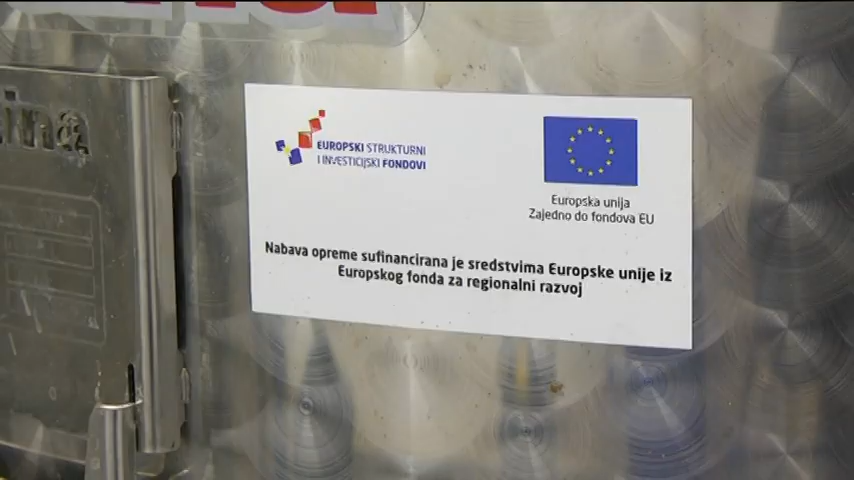 EUROPSKI STRUKTURNI
I INVESTICIJSKI FONDOVI
Europska unija
Zajedno do fondova EU
Nabava opreme sufinancirana je sredstvima Europske unije iz
Europskog fonda za regionalni razvoj